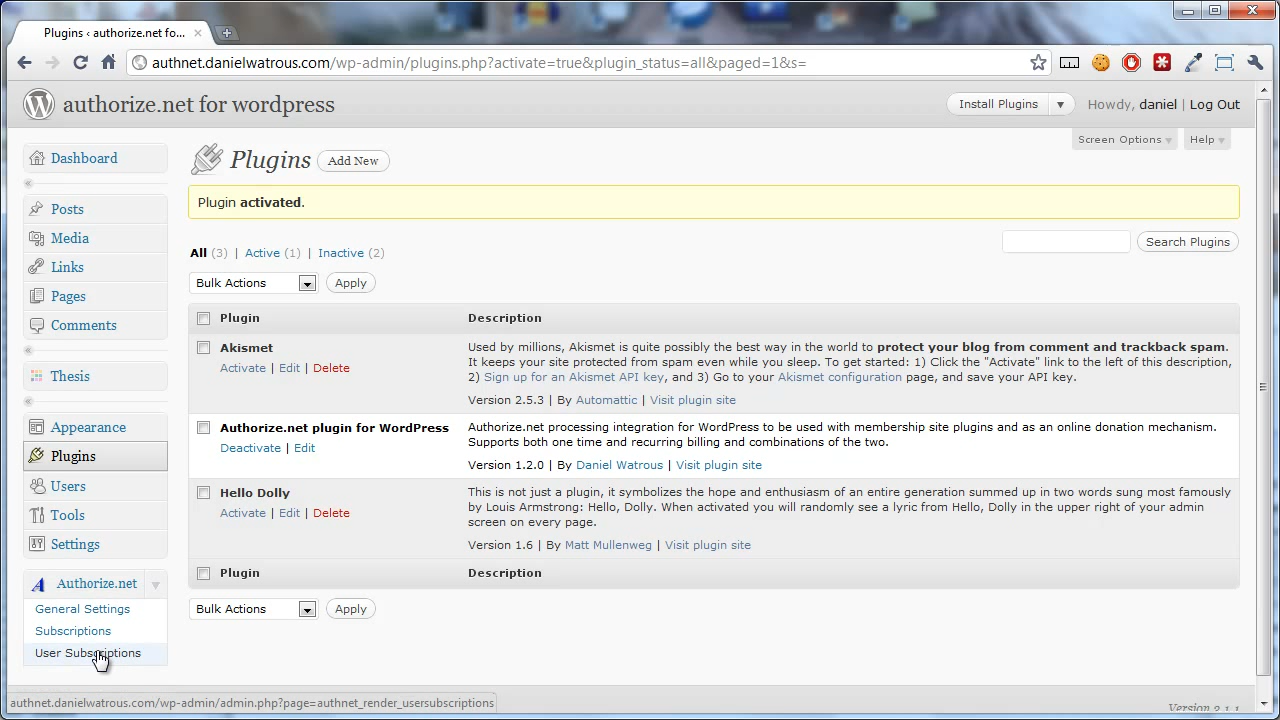 Plugins ‹ authorize.net fo...
authnet.danielwatrous.com/wp-admin/plugins.php?activate=true&plugin_status=all&paged=1&s=
authorize.net for wordpress
Install Plugins
Howdy, daniel | Log Out
Screen Options
Help
Dashboard
Posts
Media
Links
Pages
Comments
Thesis
Appearance
Plugins
Users
Tools
Settings
Authorize.net
General Settings
Subscriptions
User Subscriptions
Plugins
Add New
Plugin activated.
All (3) | Active (1) | Inactive (2)
Search Plugins
Bulk Actions
Apply
Plugin
Description
Akismet
Activate | Edit | Delete
Used by millions, Akismet is quite possibly the best way in the world to protect your blog from comment and trackback spam.
It keeps your site protected from spam even while you sleep. To get started: 1) Click the "Activate" link to the left of this description,
2) Sign up for an Akismet API key, and 3) Go to your Akismet configuration page, and save your API key.
Version 2.5.3 | By Automattic | Visit plugin site
Authorize.net plugin for WordPress
Deactivate | Edit
Authorize.net processing integration for WordPress to be used with membership site plugins and as an online donation mechanism.
Supports both one time and recurring billing and combinations of the two.
Version 1.2.0 | By Daniel Watrous | Visit plugin site
Hello Dolly
Activate | Edit | Delete
This is not just a plugin, it symbolizes the hope and enthusiasm of an entire generation summed up in two words sung most famously
by Louis Armstrong: Hello, Dolly. When activated you will randomly see a lyric from Hello, Dolly in the upper right of your admin
screen on every page.
Version 1.6 | By Matt Mullenweg | Visit plugin site
Plugin
Description
Bulk Actions
Apply
authnet.danielwatrous.com/wp-admin/admin.php?page=authnet_render_usersubscriptions